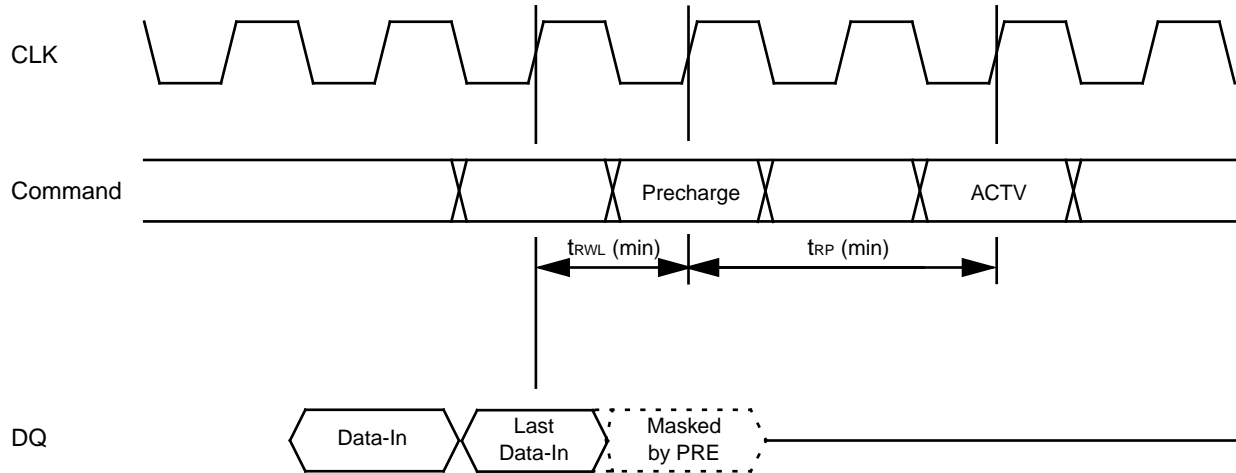 CLK
Command
Precharge
ACTV
tRWL (min)
tRP (min)
DQ
Data-In
Last
Data-In
Masked
by PRE